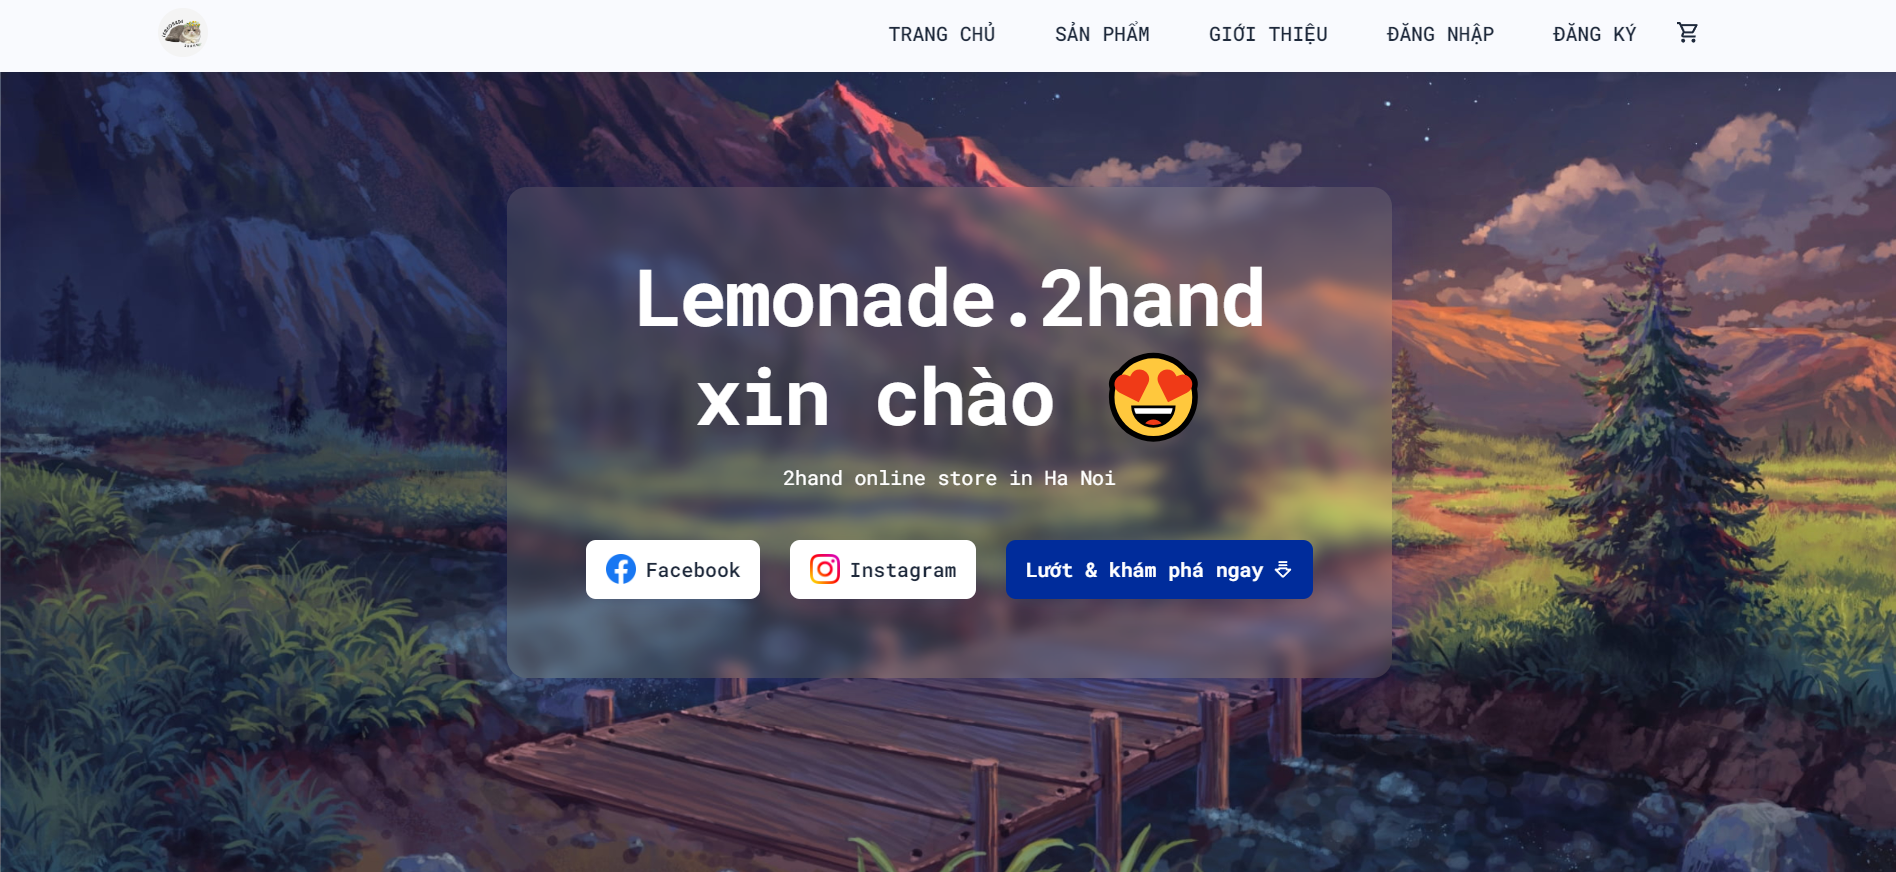 TRANG CHỦ SẢN PHẨM GIỚI THIỆU ĐĂNG NHẬP ĐĂNG KÝ
Lemonade.2hand
xin chào
2hand online store in Ha Noi
Facebook Instagram Lướt & khám phá ngay